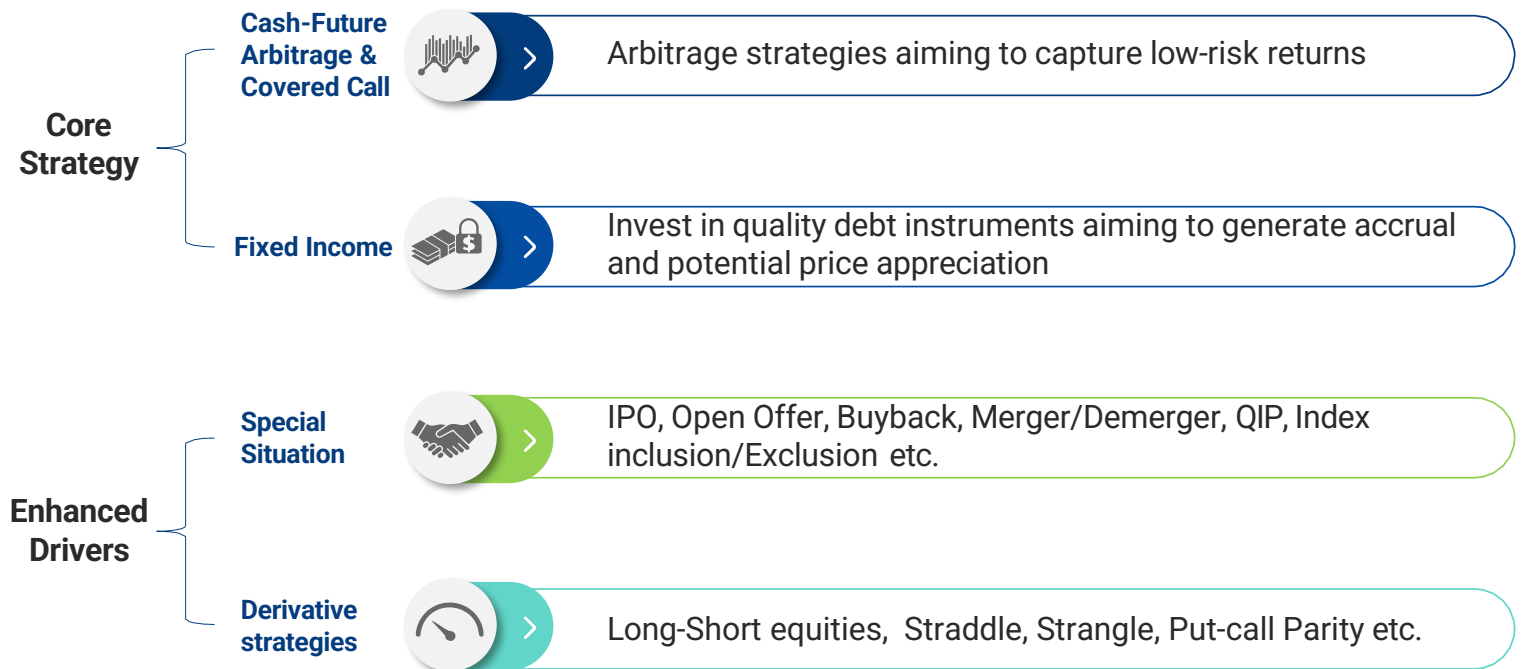 Core
Strategy
Cash-Future
Arbitrage &
Covered Call
Arbitrage strategies aiming to capture low-risk returns
Fixed Income
$
Invest in quality debt instruments aiming to generate accrual
and potential price appreciation
Enhanced
Drivers
Special
Situation
IPO, Open Offer, Buyback, Merger/Demerger, QIP, Index
inclusion/Exclusion etc.
Derivative
strategies
Long-Short equities, Straddle, Strangle, Put-call Parity etc.